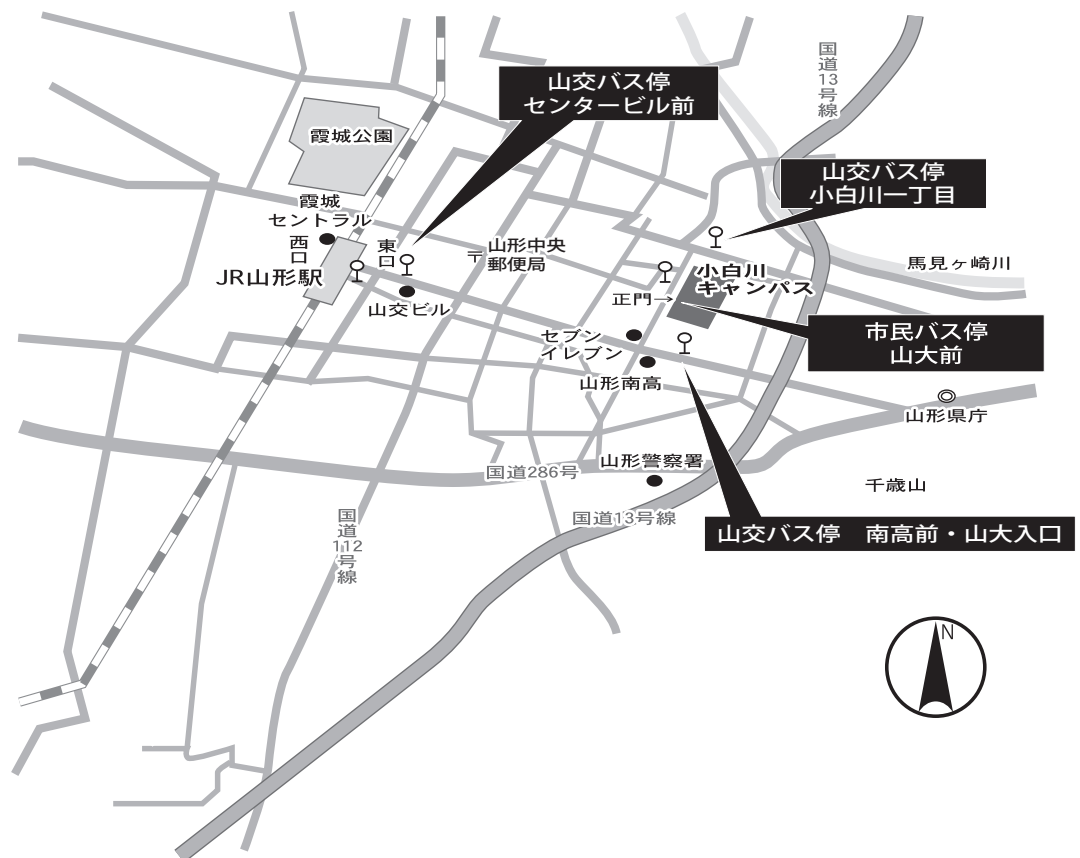 国道13号線
山交バス停
センタービル前
霞城公園
山交バス停
小白川一丁目
霞城
セントラル
西口
東口
JR山形駅
〒山形中央
郵便局
小白川
キャンパス
馬見ヶ崎川
正門→
山交ビル
セブン
イレブン
市民バス停
山大前
山形南高
山形県庁
山形警察署
国道286号
千歳山
国道112号線
国道13号線
山交バス停　南高前・山大入口
N